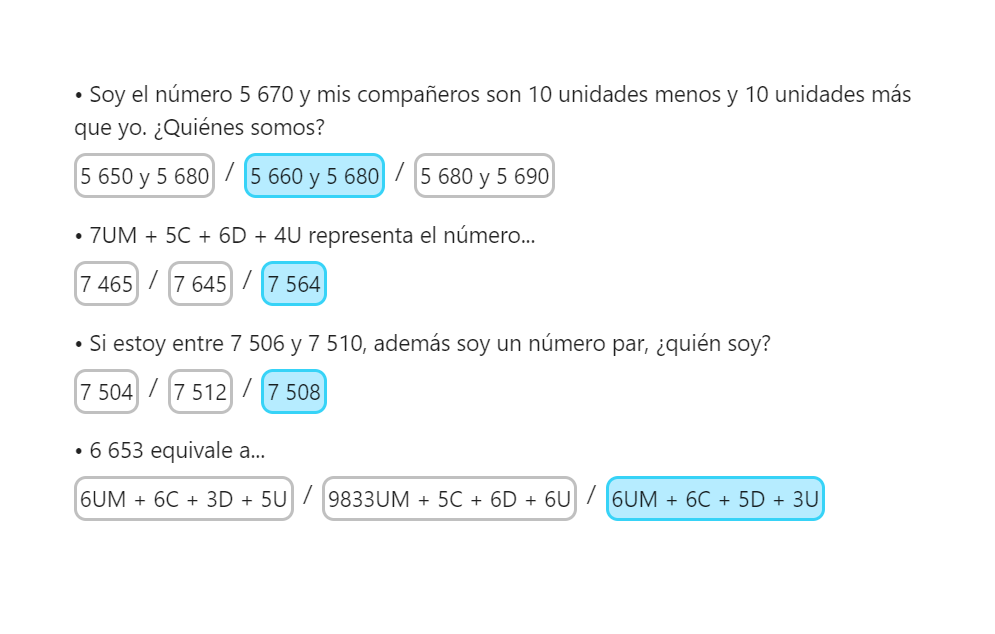 • Soy el número 5 670 y mis compañeros son 10 unidades menos y 10 unidades más
que yo. ¿Quiénes somos?
5 650 y 5 680 / 5 660 y 5 680 / 5 680 y 5 690
• 7UM + 5C + 6D + 4U representa el número...
7 465 / 7 645 / 7 564
• Si estoy entre 7 506 y 7 510, además soy un número par, ¿quién soy?
7 504 / 7 512 / 7 508
• 6 653 equivale a...
6UM + 6C + 3D + 5U / 9833UM + 5C + 6D + 6U / 6UM + 6C + 5D + 3U